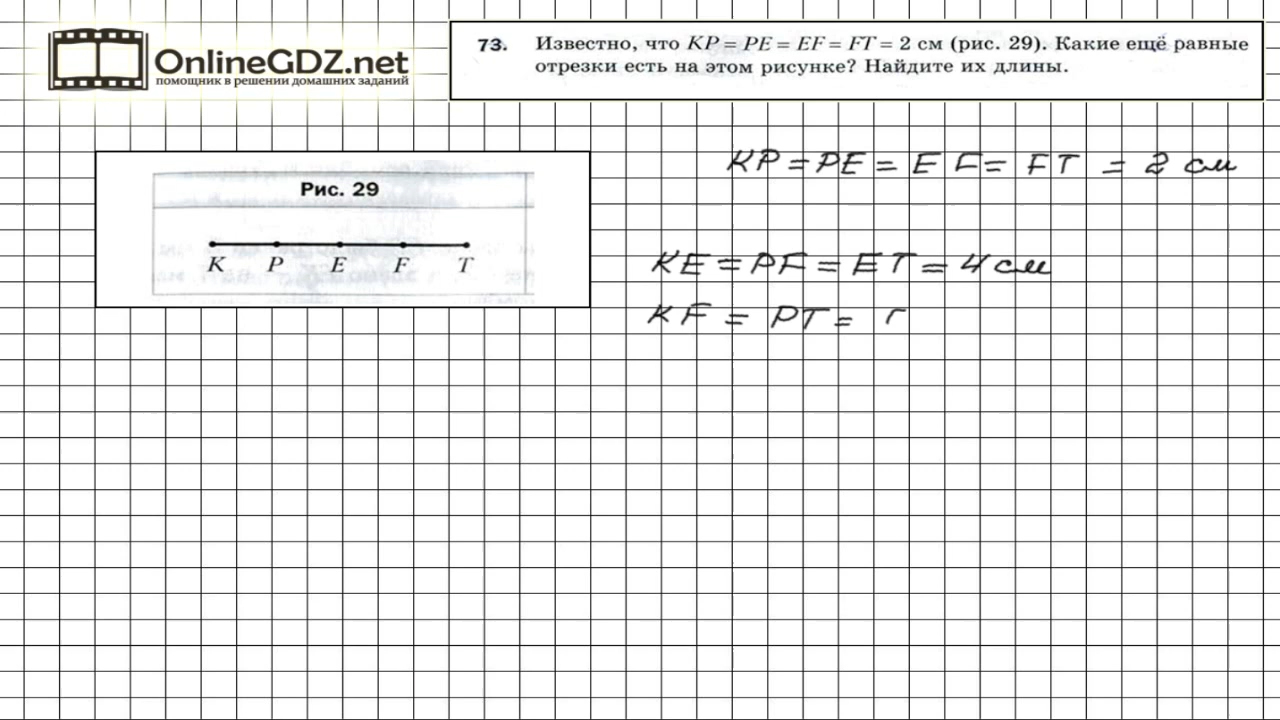 OnlineGDZ.net
помощник в решении домашних заданий
73. Известно, что KP = PE = EF = FT = 2 см (рис. 29). Какие ещё равные
отрезки есть на этом рисунке? Найдите их длины.
Рис. 29
K P E F T
KP = PE = EF = FT = 2 см
KE = PF = ET = 4 см
KF = PT =